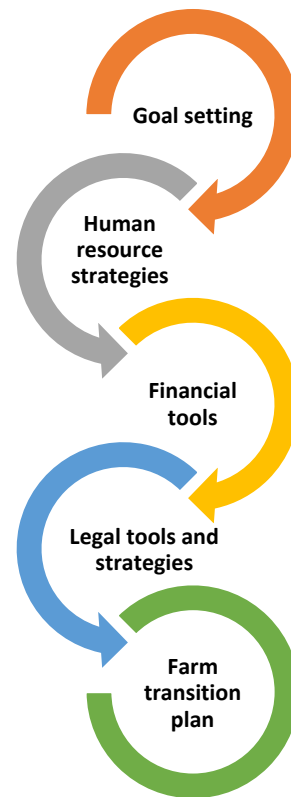 Goal setting
Human
resource
strategies
Financial
tools
Legal tools and
strategies
Farm
transition
plan